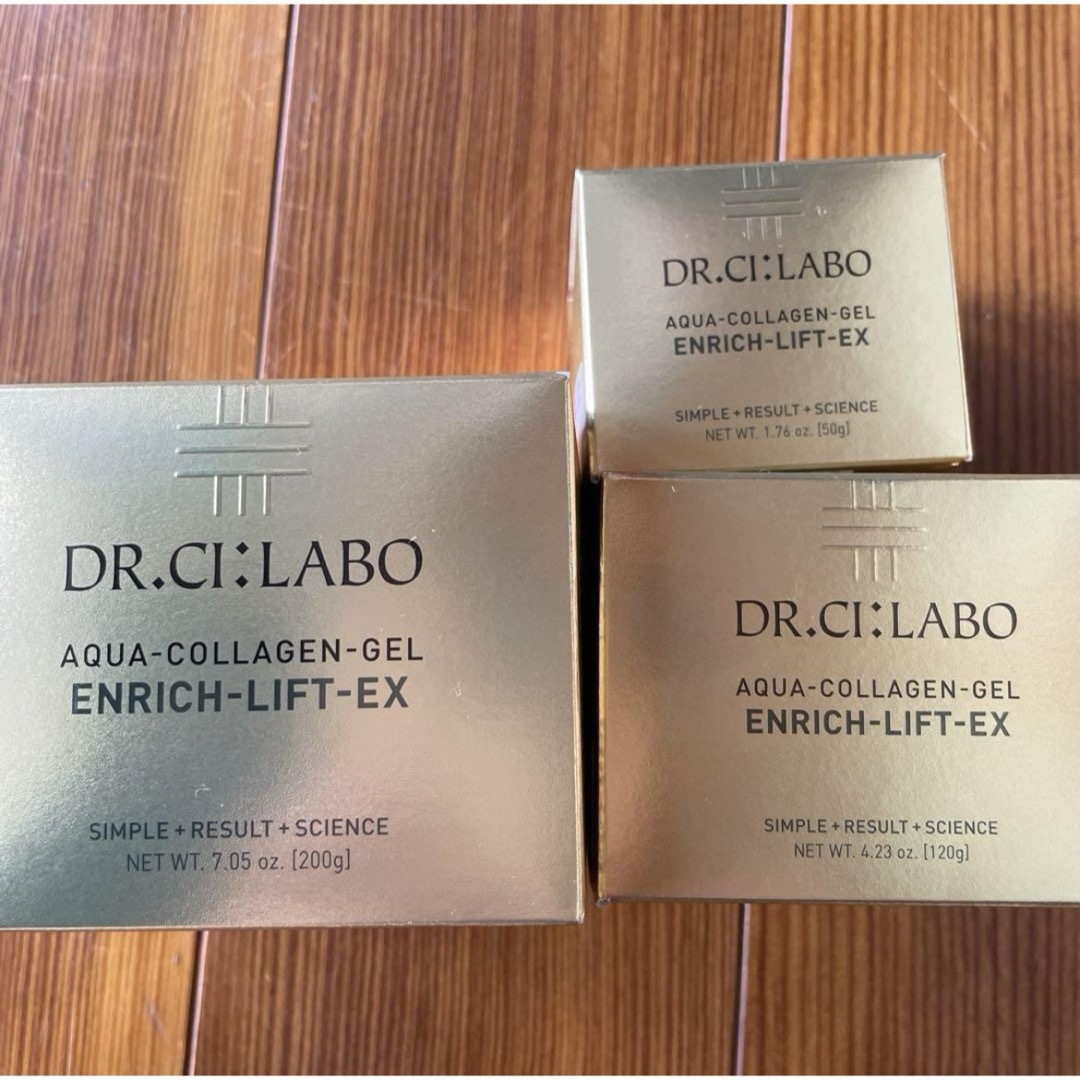 DR.CI:LABO
AQUA-COLLAGEN-GEL
ENRICH-LIFT-EX
SIMPLE + RESULT + SCIENCE
NET WT. 1.76 oz. [50g]
DR.CI:LABO
AQUA-COLLAGEN-GEL
ENRICH-LIFT-EX
SIMPLE + RESULT + SCIENCE
NET WT. 7.05 oz. [200g]
DR.CI:LABO
AQUA-COLLAGEN-GEL
ENRICH-LIFT-EX
SIMPLE + RESULT + SCIENCE
NET WT. 4.23 oz. [120g]